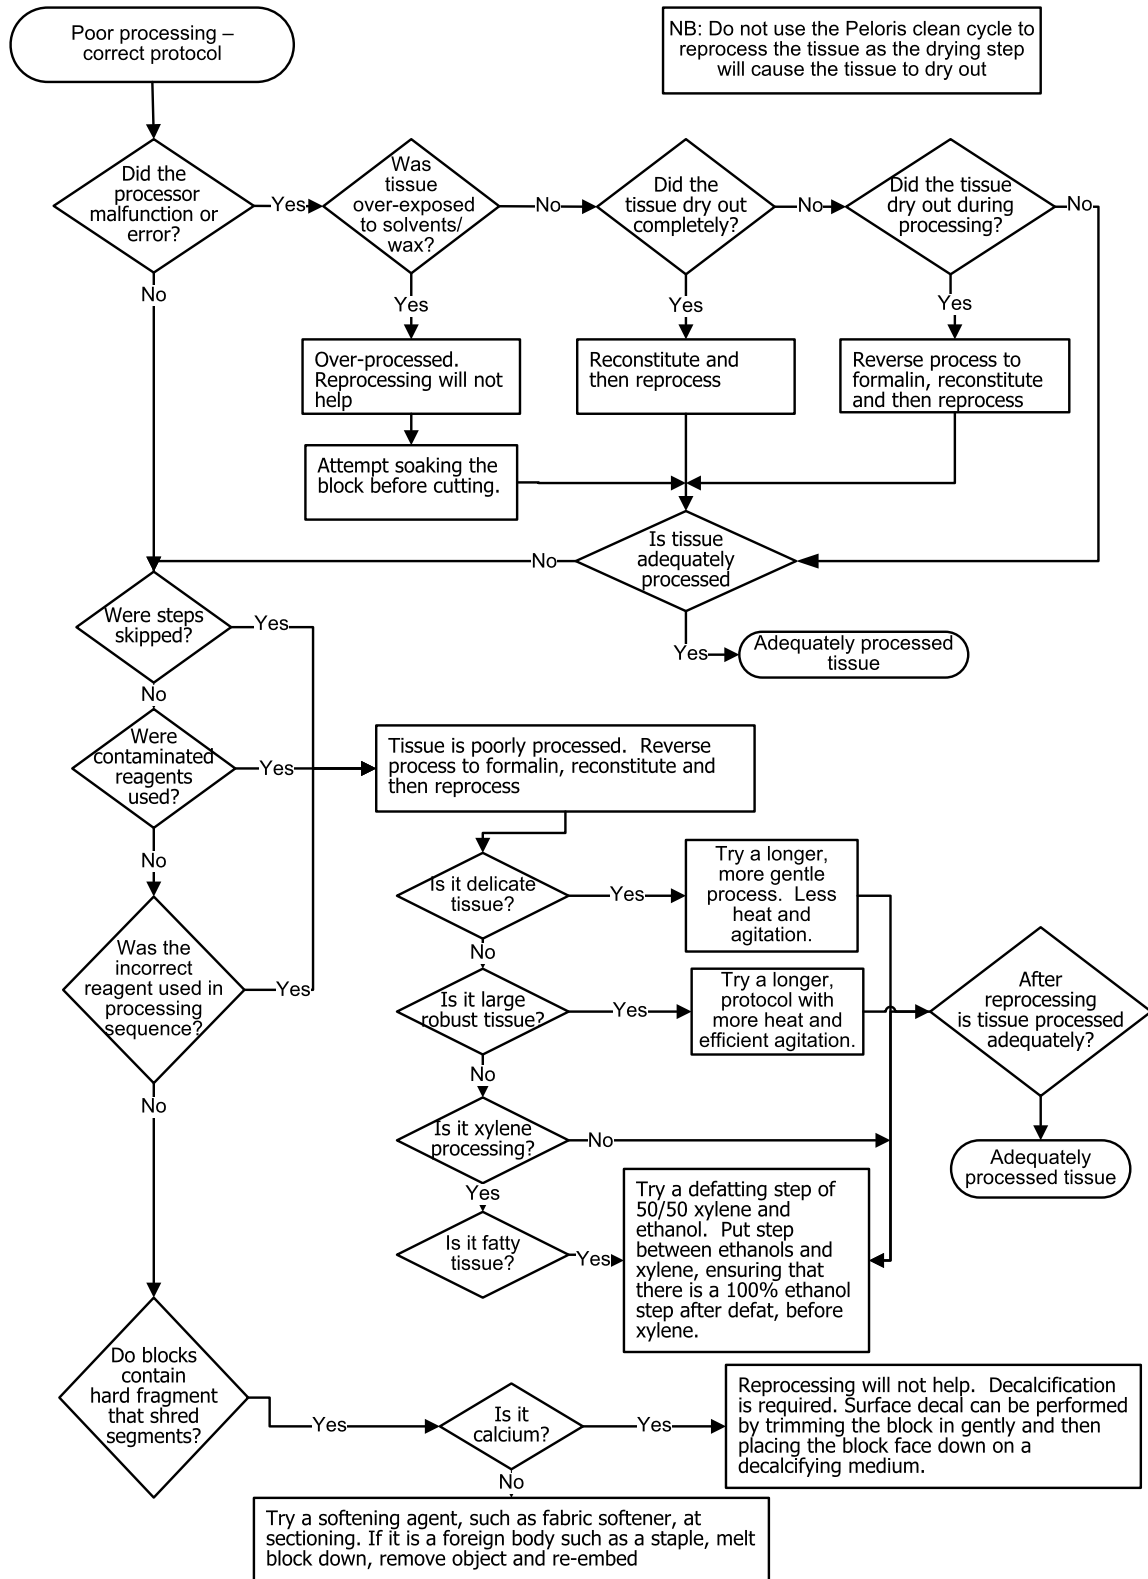 Poor processing –
correct protocol
NB: Do not use the Peloris clean cycle to
reprocess the tissue as the drying step
will cause the tissue to dry out
Did the
processor
malfunction or
error?
Yes
Was
tissue
over-exposed
to solvents/
wax?
No
Did the
tissue dry out
completely?
No
Did the tissue
dry out during
processing?
No
No
Yes
Yes
Yes
Over-processed.
Reprocessing will not
help
Reconstitute and
then reprocess
Reverse process to
formalin, reconstitute
and then reprocess
Attempt soaking the
block before cutting.
Is tissue
adequately
processed
No
Yes
Adequately processed
tissue
Were steps
skipped?
Yes
No
Were
contaminated
reagents
used?
Yes
Tissue is poorly processed.  Reverse
process to formalin, reconstitute and
then reprocess
No
Was the
incorrect
reagent used in
processing
sequence?
Yes
No
Is it delicate
tissue?
Yes
Try a longer,
more gentle
process.  Less
heat and
agitation.
No
Is it large
robust tissue?
Yes
Try a longer,
protocol with
more heat and
efficient agitation.
After
reprocessing
is tissue processed
adequately?
No
Is it xylene
processing?
No
Adequately
processed tissue
Yes
Is it fatty
tissue?
Yes
Try a defatting step of
50/50 xylene and
ethanol.  Put step
between ethanols and
xylene, ensuring that
there is a 100% ethanol
step after defat, before
xylene.
Do blocks
contain
hard fragment
that shred
segments?
Yes
Is it
calcium?
Yes
Reprocessing will not help.  Decalcification
is required. Surface decal can be performed
by trimming the block in gently and then
placing the block face down on a
decalcifying medium.
No
Try a softening agent, such as fabric softener, at
sectioning. If it is a foreign body such as a staple, melt
block down, remove object and re-embed